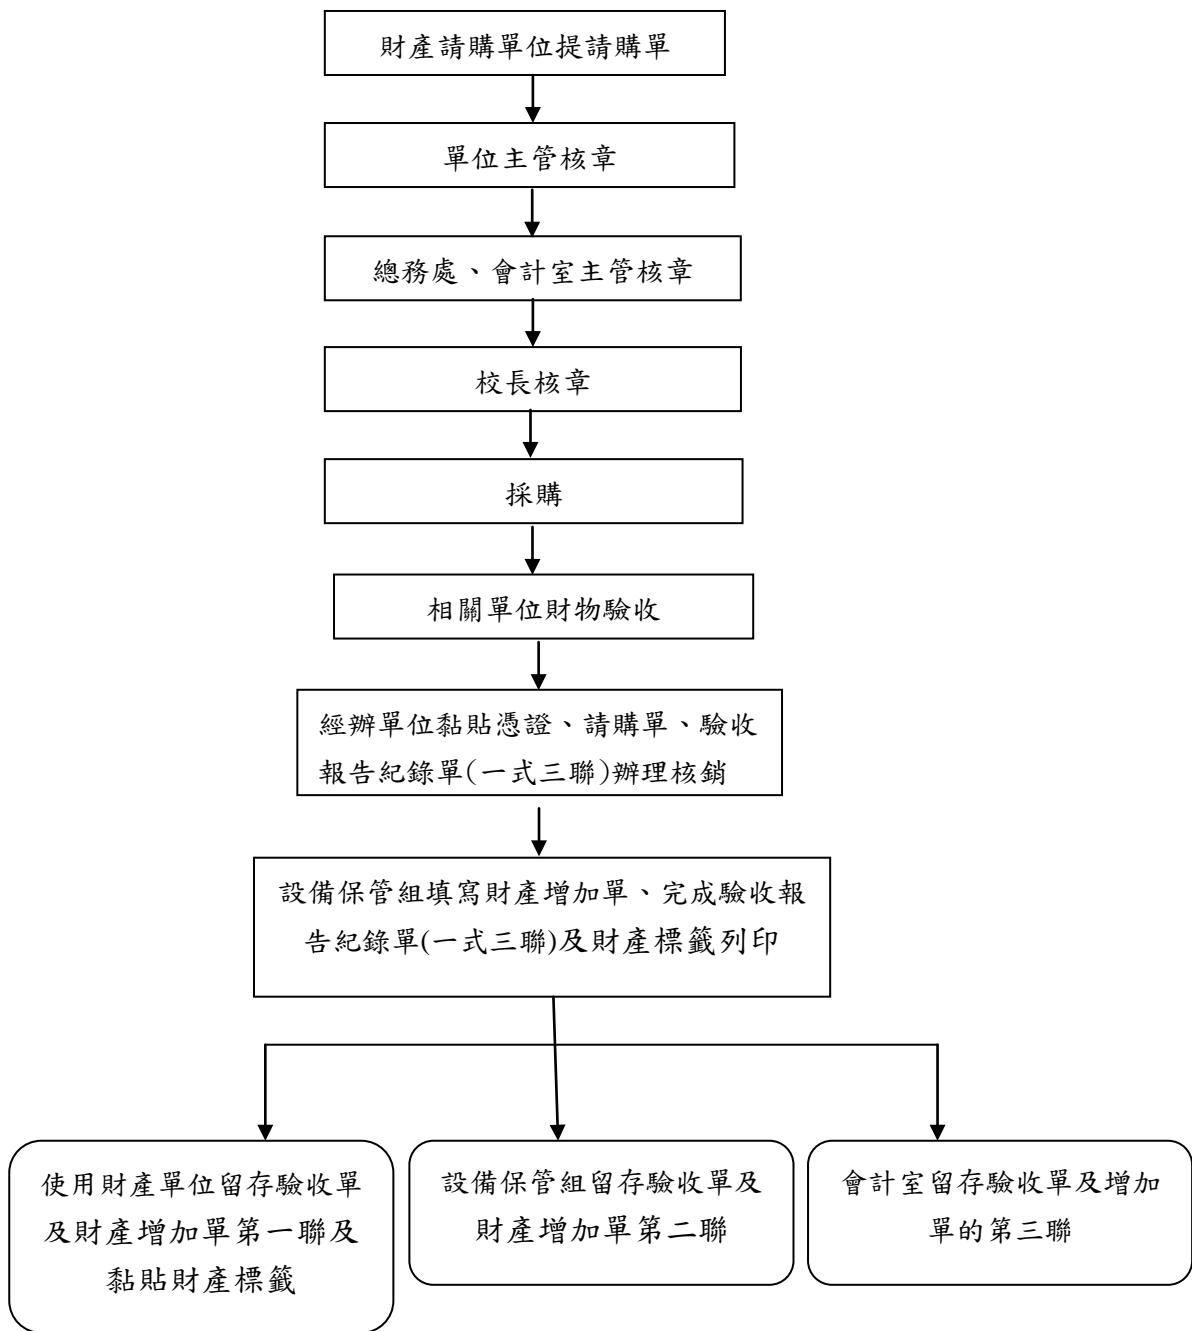 財產請購單位提請購單
單位主管核章
總務處、會計室主管核章
校長核章
採購
相關單位財物驗收
經辦單位黏貼憑證、請購單、驗收
報告紀錄單(一式三聯)辦理核銷
設備保管組填寫財產增加單、完成驗收報
告紀錄單(一式三聯)及財產標籤列印
使用財產單位留存驗收單
及財產增加單第一聯及
黏貼財產標籤
設備保管組留存驗收單及
財產增加單第二聯
會計室留存驗收單及增加
單的第三聯